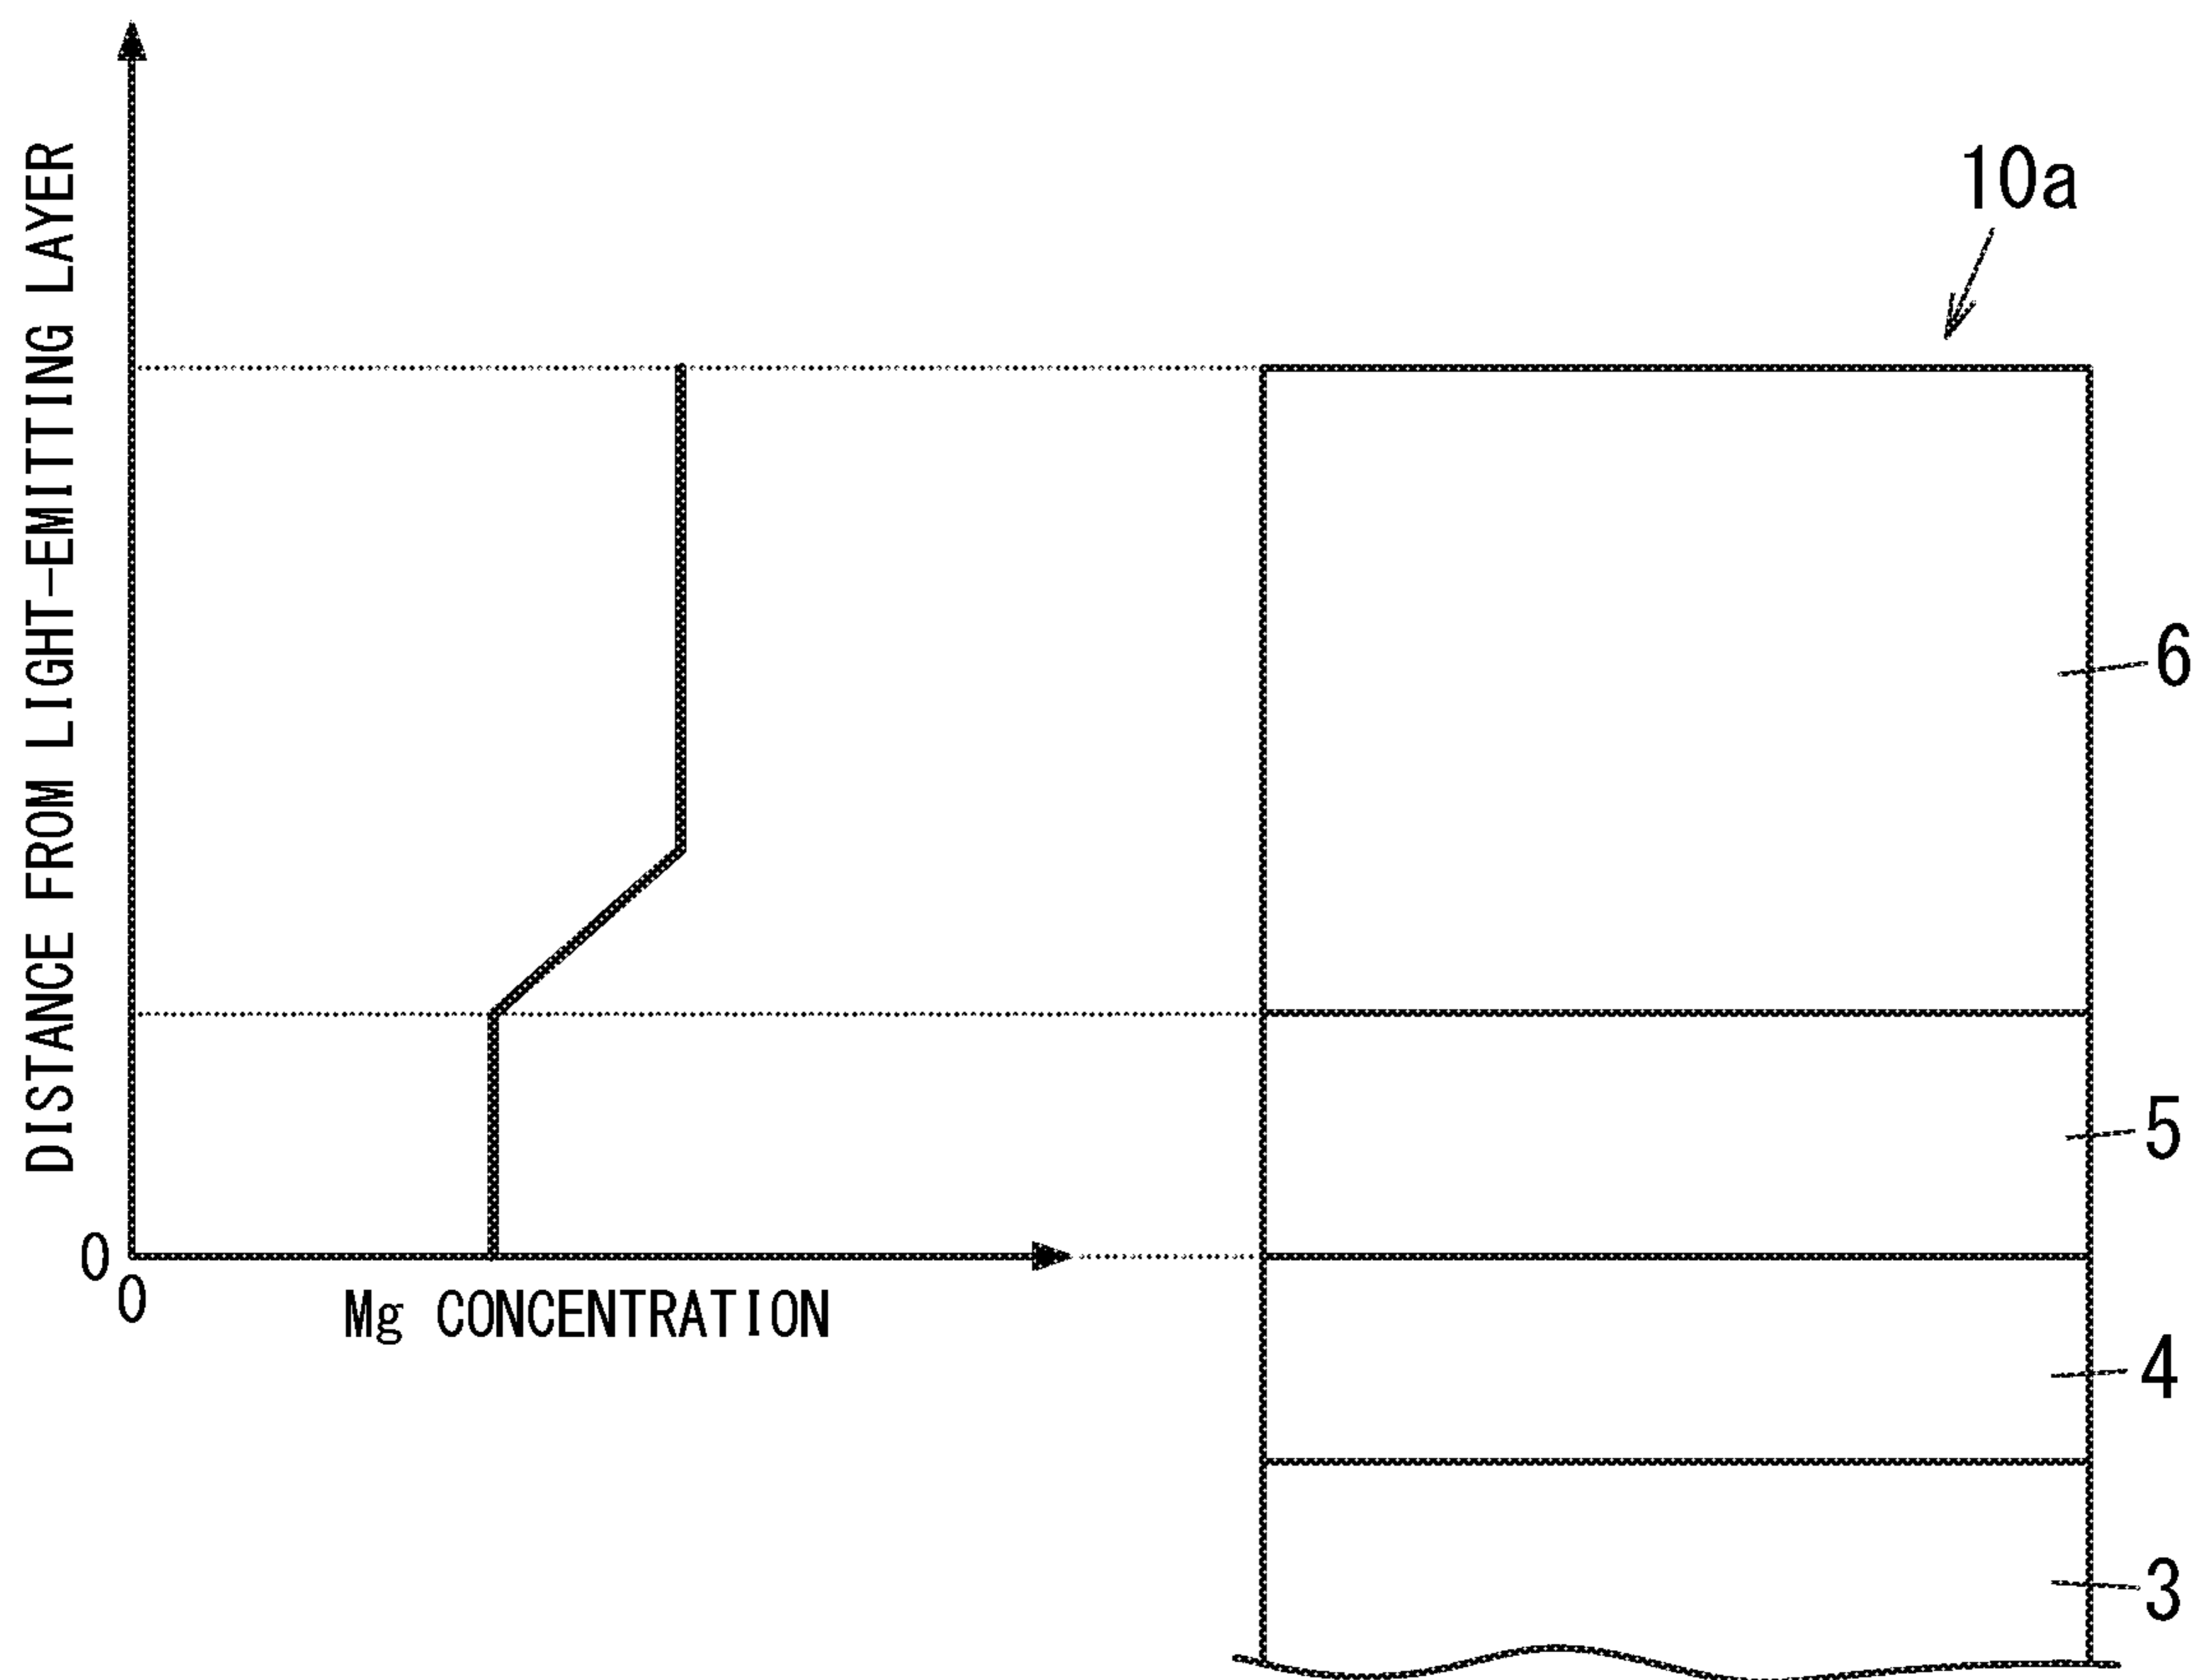 DISTANCE FROM LIGHT-EMITTING LAYER
10a
6
5
0
0
Mg CONCENTRATION
4
3